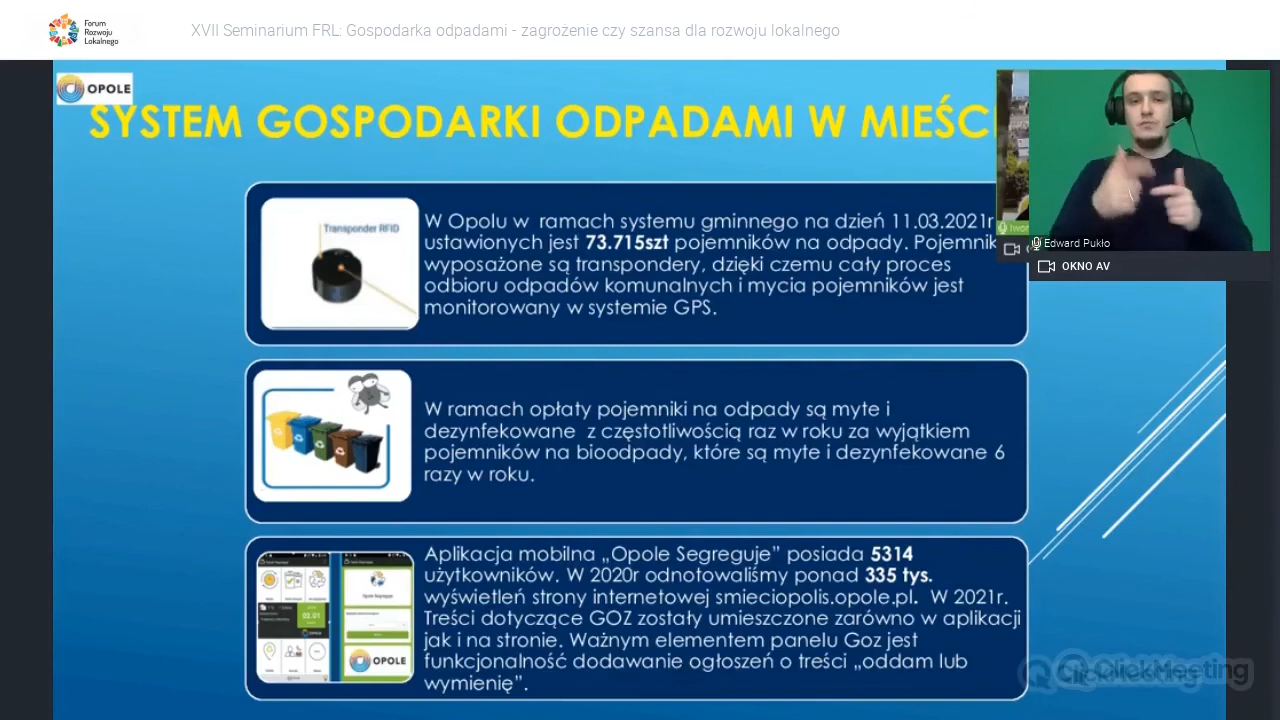 Forum
Rozwoju
Lokalnego
XVII Seminarium FRL: Gospodarka odpadami - zagrożenie czy szansa dla rozwoju lokalnego
OPOLE
SYSTEM GOSPODARKI ODPADAMI W MIEŚC
Transponder RFID
W Opolu w ramach systemu gminnego na dzień 11.03.2021r
ustawionych jest 73.715szt pojemników na odpady. Pojemnik
wyposażone są transpondery, dzięki czemu cały proces
odbioru odpadów komunalnych i mycia pojemników jest
monitorowany w systemie GPS.
Iwon
Edward Pukło
OKNO AV
W ramach opłaty pojemniki na odpady są myte i
dezynfekowane z częstotliwością raz w roku za wyjątkiem
pojemników na bioodpady, które są myte i dezynfekowane 6
razy w roku.
Aplikacja mobilna „Opole Segreguje” posiada 5314
użytkowników. W 2020r odnotowaliśmy ponad 335 tys.
wyświetleń strony internetowej smieciopolis.opole.pl. W 2021r.
Treści dotyczące GOZ zostały umieszczone zarówno w aplikacji
jak i na stronie. Ważnym elementem panelu Goz jest
funkcjonalność dodawanie ogłoszeń o treści „oddam lub
wymienię”.
02.01
Opole Segreguje
OPOLE
ClickMeeting